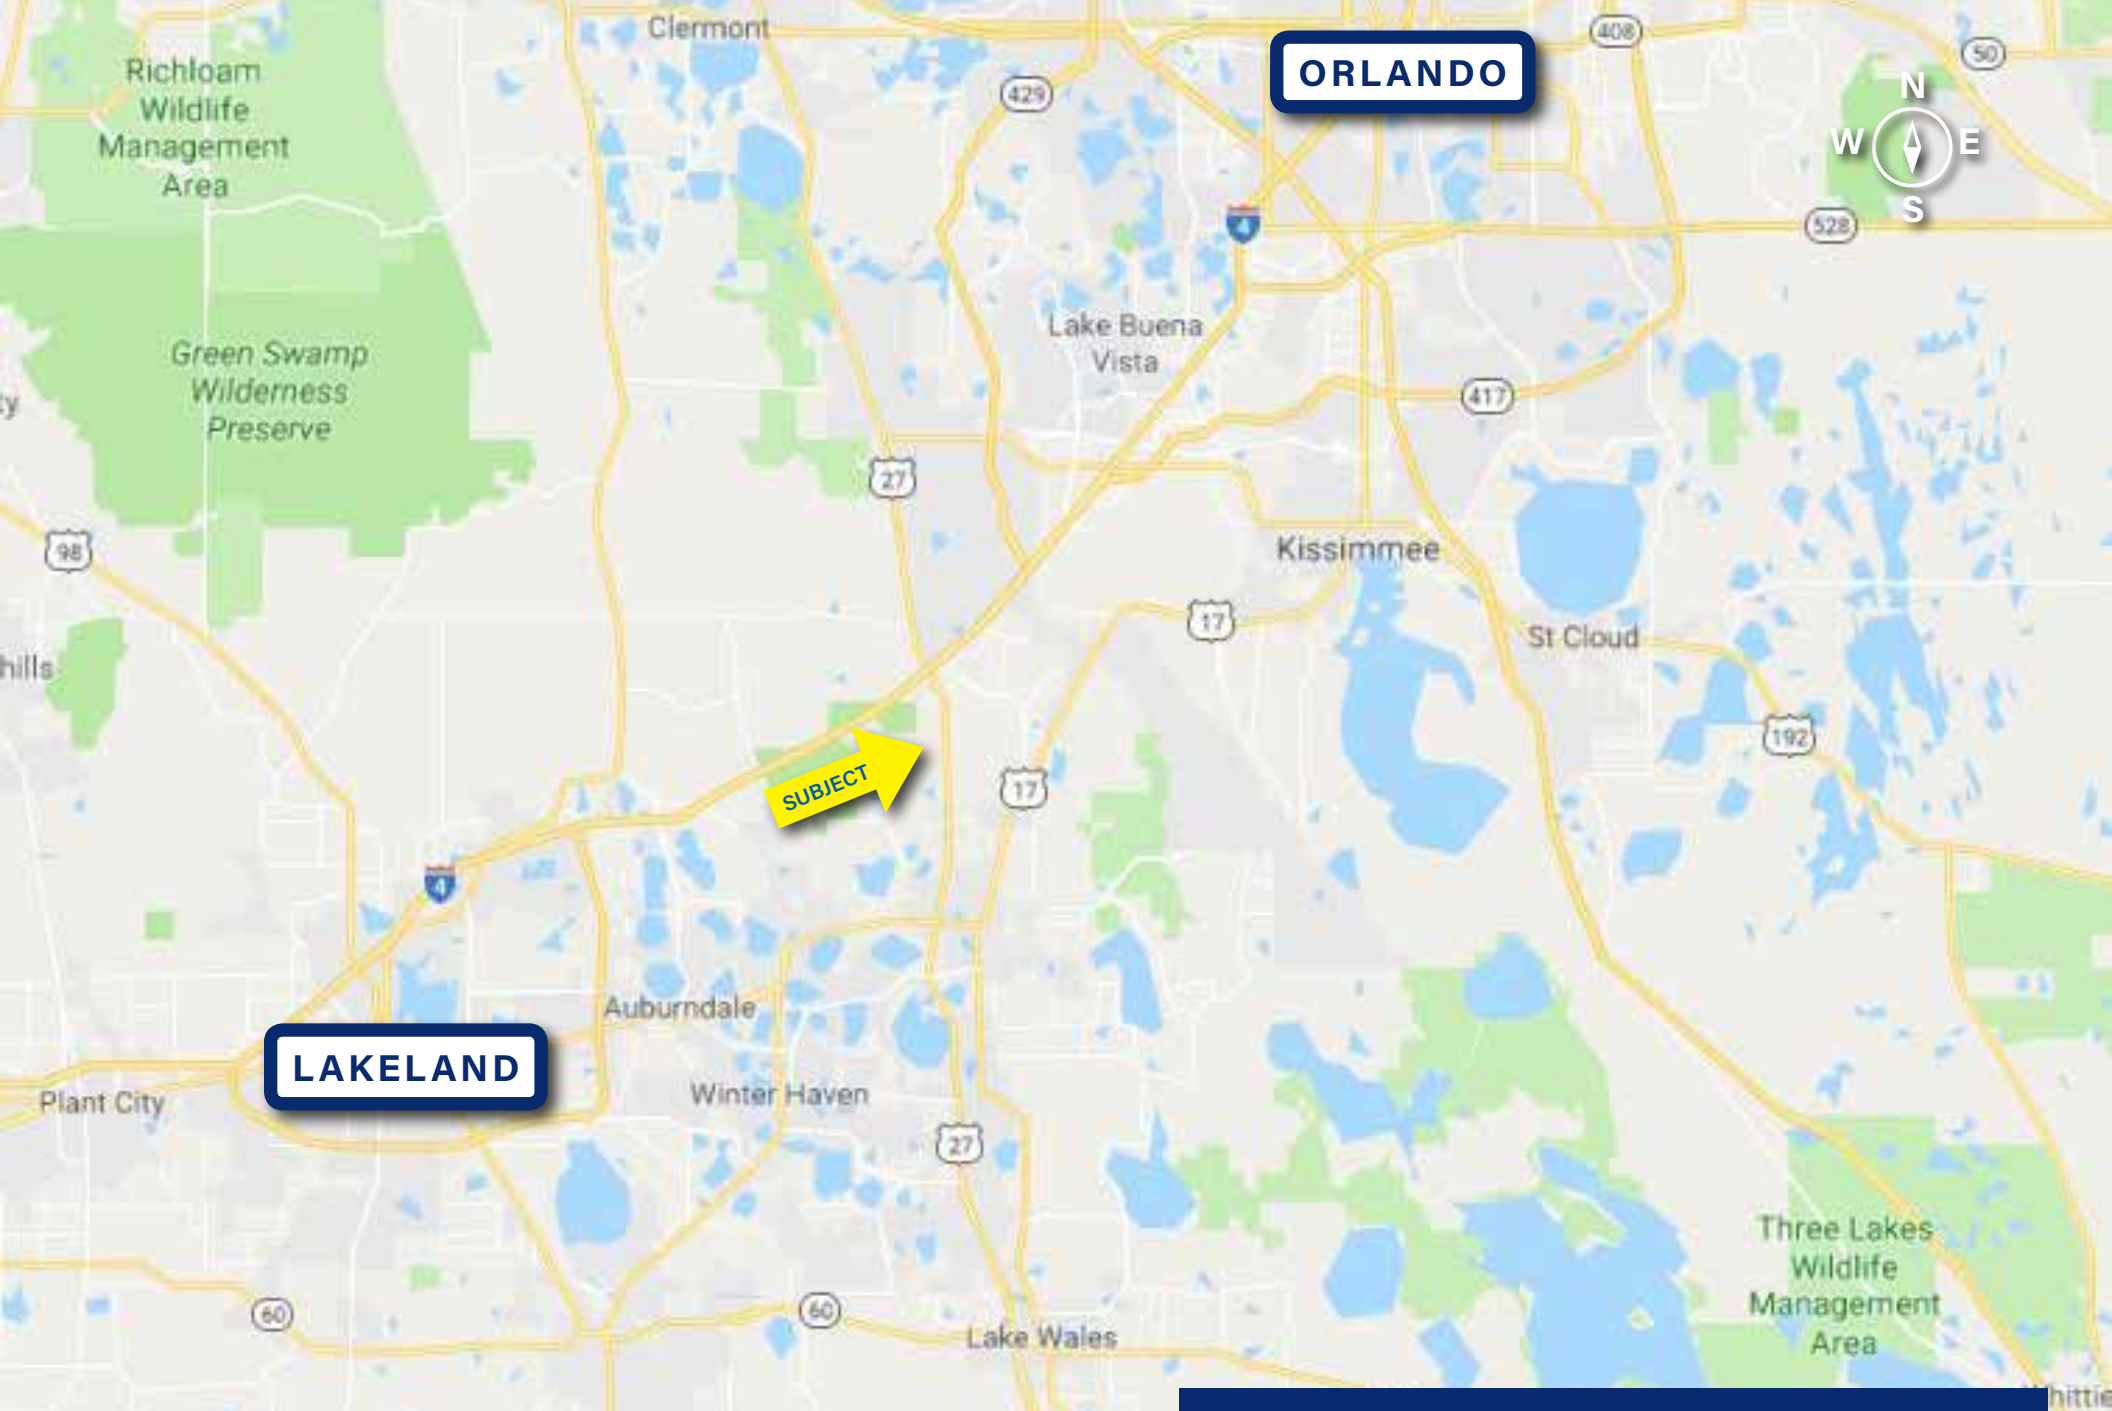 Clermont
408
50
ORLANDO
Richloam
Wildlife
Management
Area
429
N
W
E
S
4
528
Lake Buena
Vista
Green Swamp
Wilderness
Preserve
ty
417
27
98
Kissimmee
17
St Cloud
hills
192
SUBJECT
17
4
Auburndale
LAKELAND
Plant City
Winter Haven
27
Three Lakes
Wildlife
Management
Area
60
60
Lake Wales
hittie